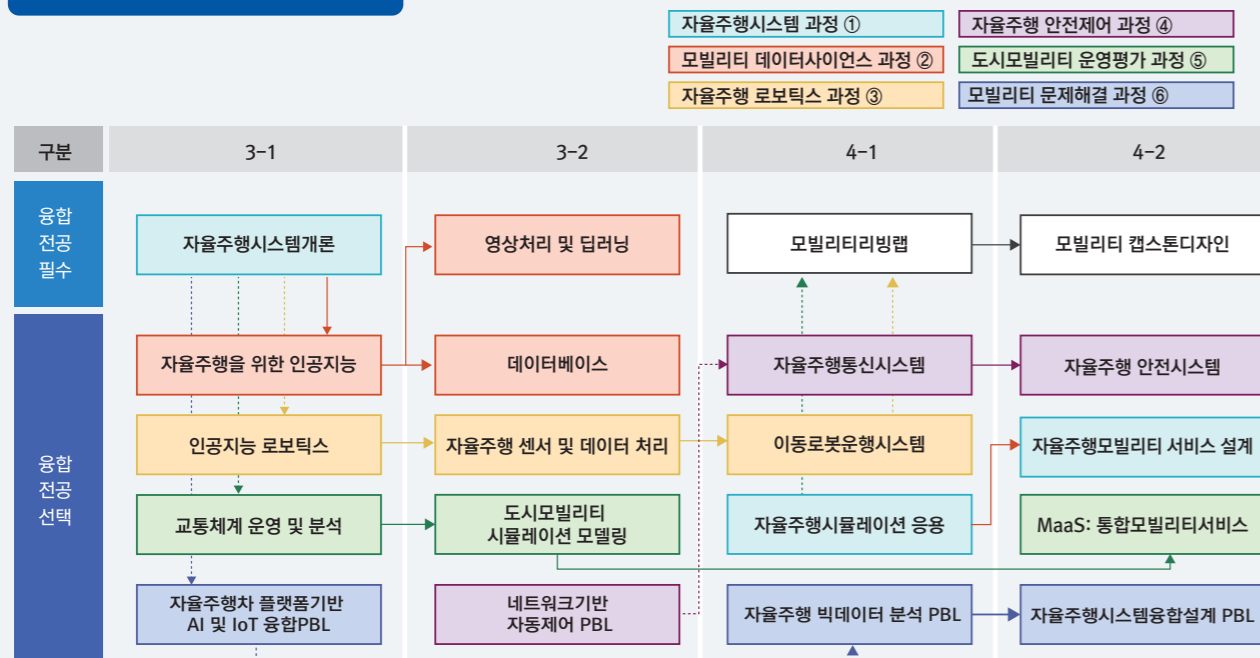 자율주행시스템 과정 ①
자율주행 안전제어 과정 ④
모빌리티 데이터사이언스 과정 ②
도시모빌리티 운영평가 과정 ⑤
자율주행 로보틱스 과정 ③
모빌리티 문제해결 과정 ⑥
구분
3-1
3-2
4-1
4-2
융합
전공
필수
자율주행시스템개론
영상처리 및 딥러닝
모빌리티리빙랩
모빌리티 캡스톤디자인
융합
전공
선택
자율주행을 위한 인공지능
데이터베이스
자율주행통신시스템
자율주행 안전시스템
인공지능 로보틱스
자율주행 센서 및 데이터 처리
이동로봇운행시스템
자율주행모빌리티 서비스 설계
교통체계 운영 및 분석
도시모빌리티
시뮬레이션 모델링
자율주행시뮬레이션 응용
MaaS: 통합모빌리티서비스
자율주행차 플랫폼기반
AI 및 IoT 융합PBL
네트워크기반
자동제어 PBL
자율주행 빅데이터 분석 PBL
자율주행시스템융합설계 PBL